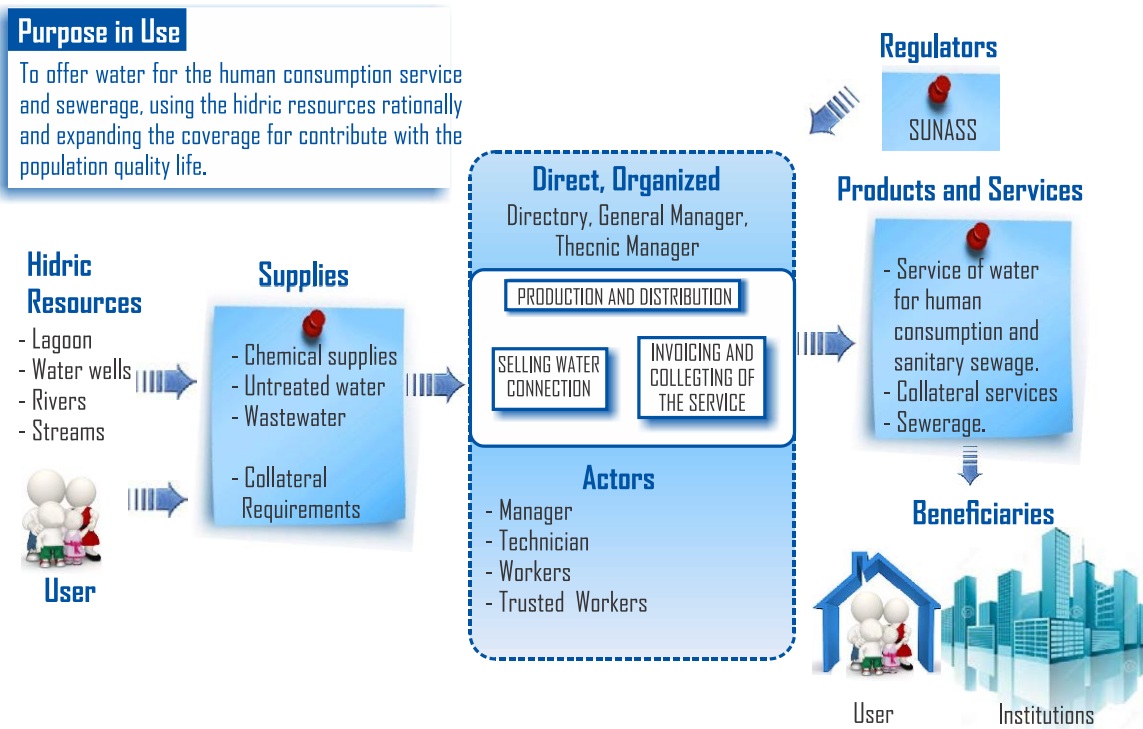 Purpose in Use
To offer water for the human consumption service
and sewerage, using the hidric resources rationally
and expanding the coverage for contribute with the
population quality life.
Regulators
SUNASS
Hidric
Resources
- Lagoon
- Water wells
- Rivers
- Streams
User
Supplies
- Chemical supplies
- Untreated water
- Wastewater
- Collateral
Requirements
Direct, Organized
Directory, General Manager,
Thecnic Manager
PRODUCTION AND DISTRIBUTION
SELLING WATER
CONNECTION
INVOICING AND
COLLEGTING OF
THE SERVICE
Actors
- Manager
- Technician
- Workers
- Trusted Workers
Products and Services
- Service of water
for human
consumption and
sanitary sewage.
- Collateral services
- Sewerage.
Beneficiaries
User
Institutions